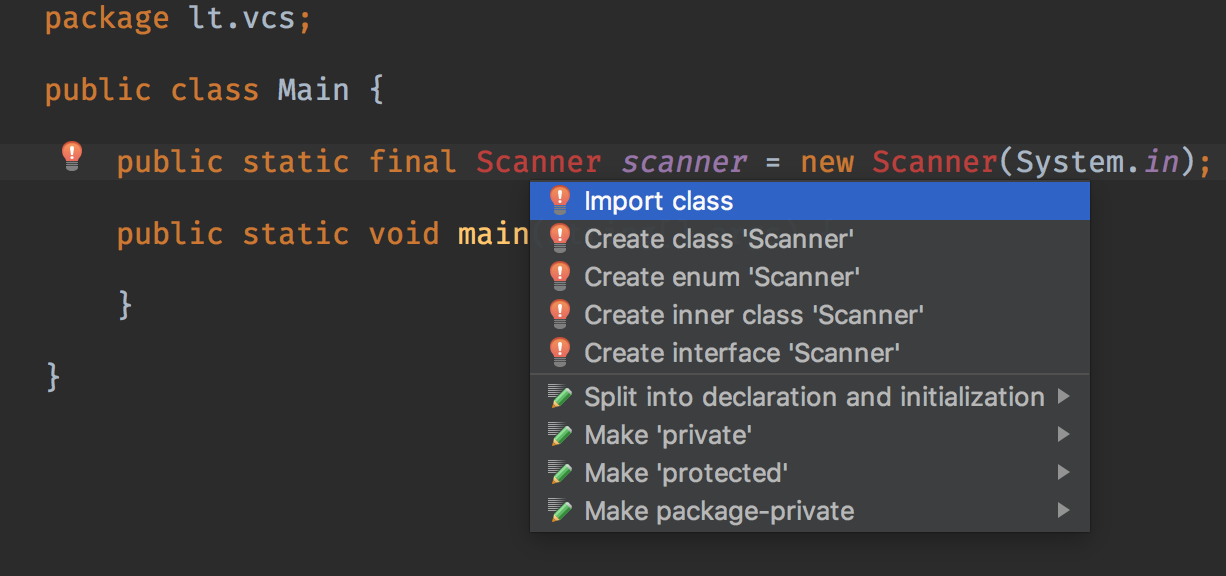 package lt.vcs;
public class Main {
public static final Scanner scanner = new Scanner(System.in);
Import class
public static void main
Create class 'Scanner'
Create enum 'Scanner'
}
Create inner class 'Scanner'
Create interface 'Scanner'
}
Split into declaration and initialization
Make 'private'
Make 'protected'
Make package-private